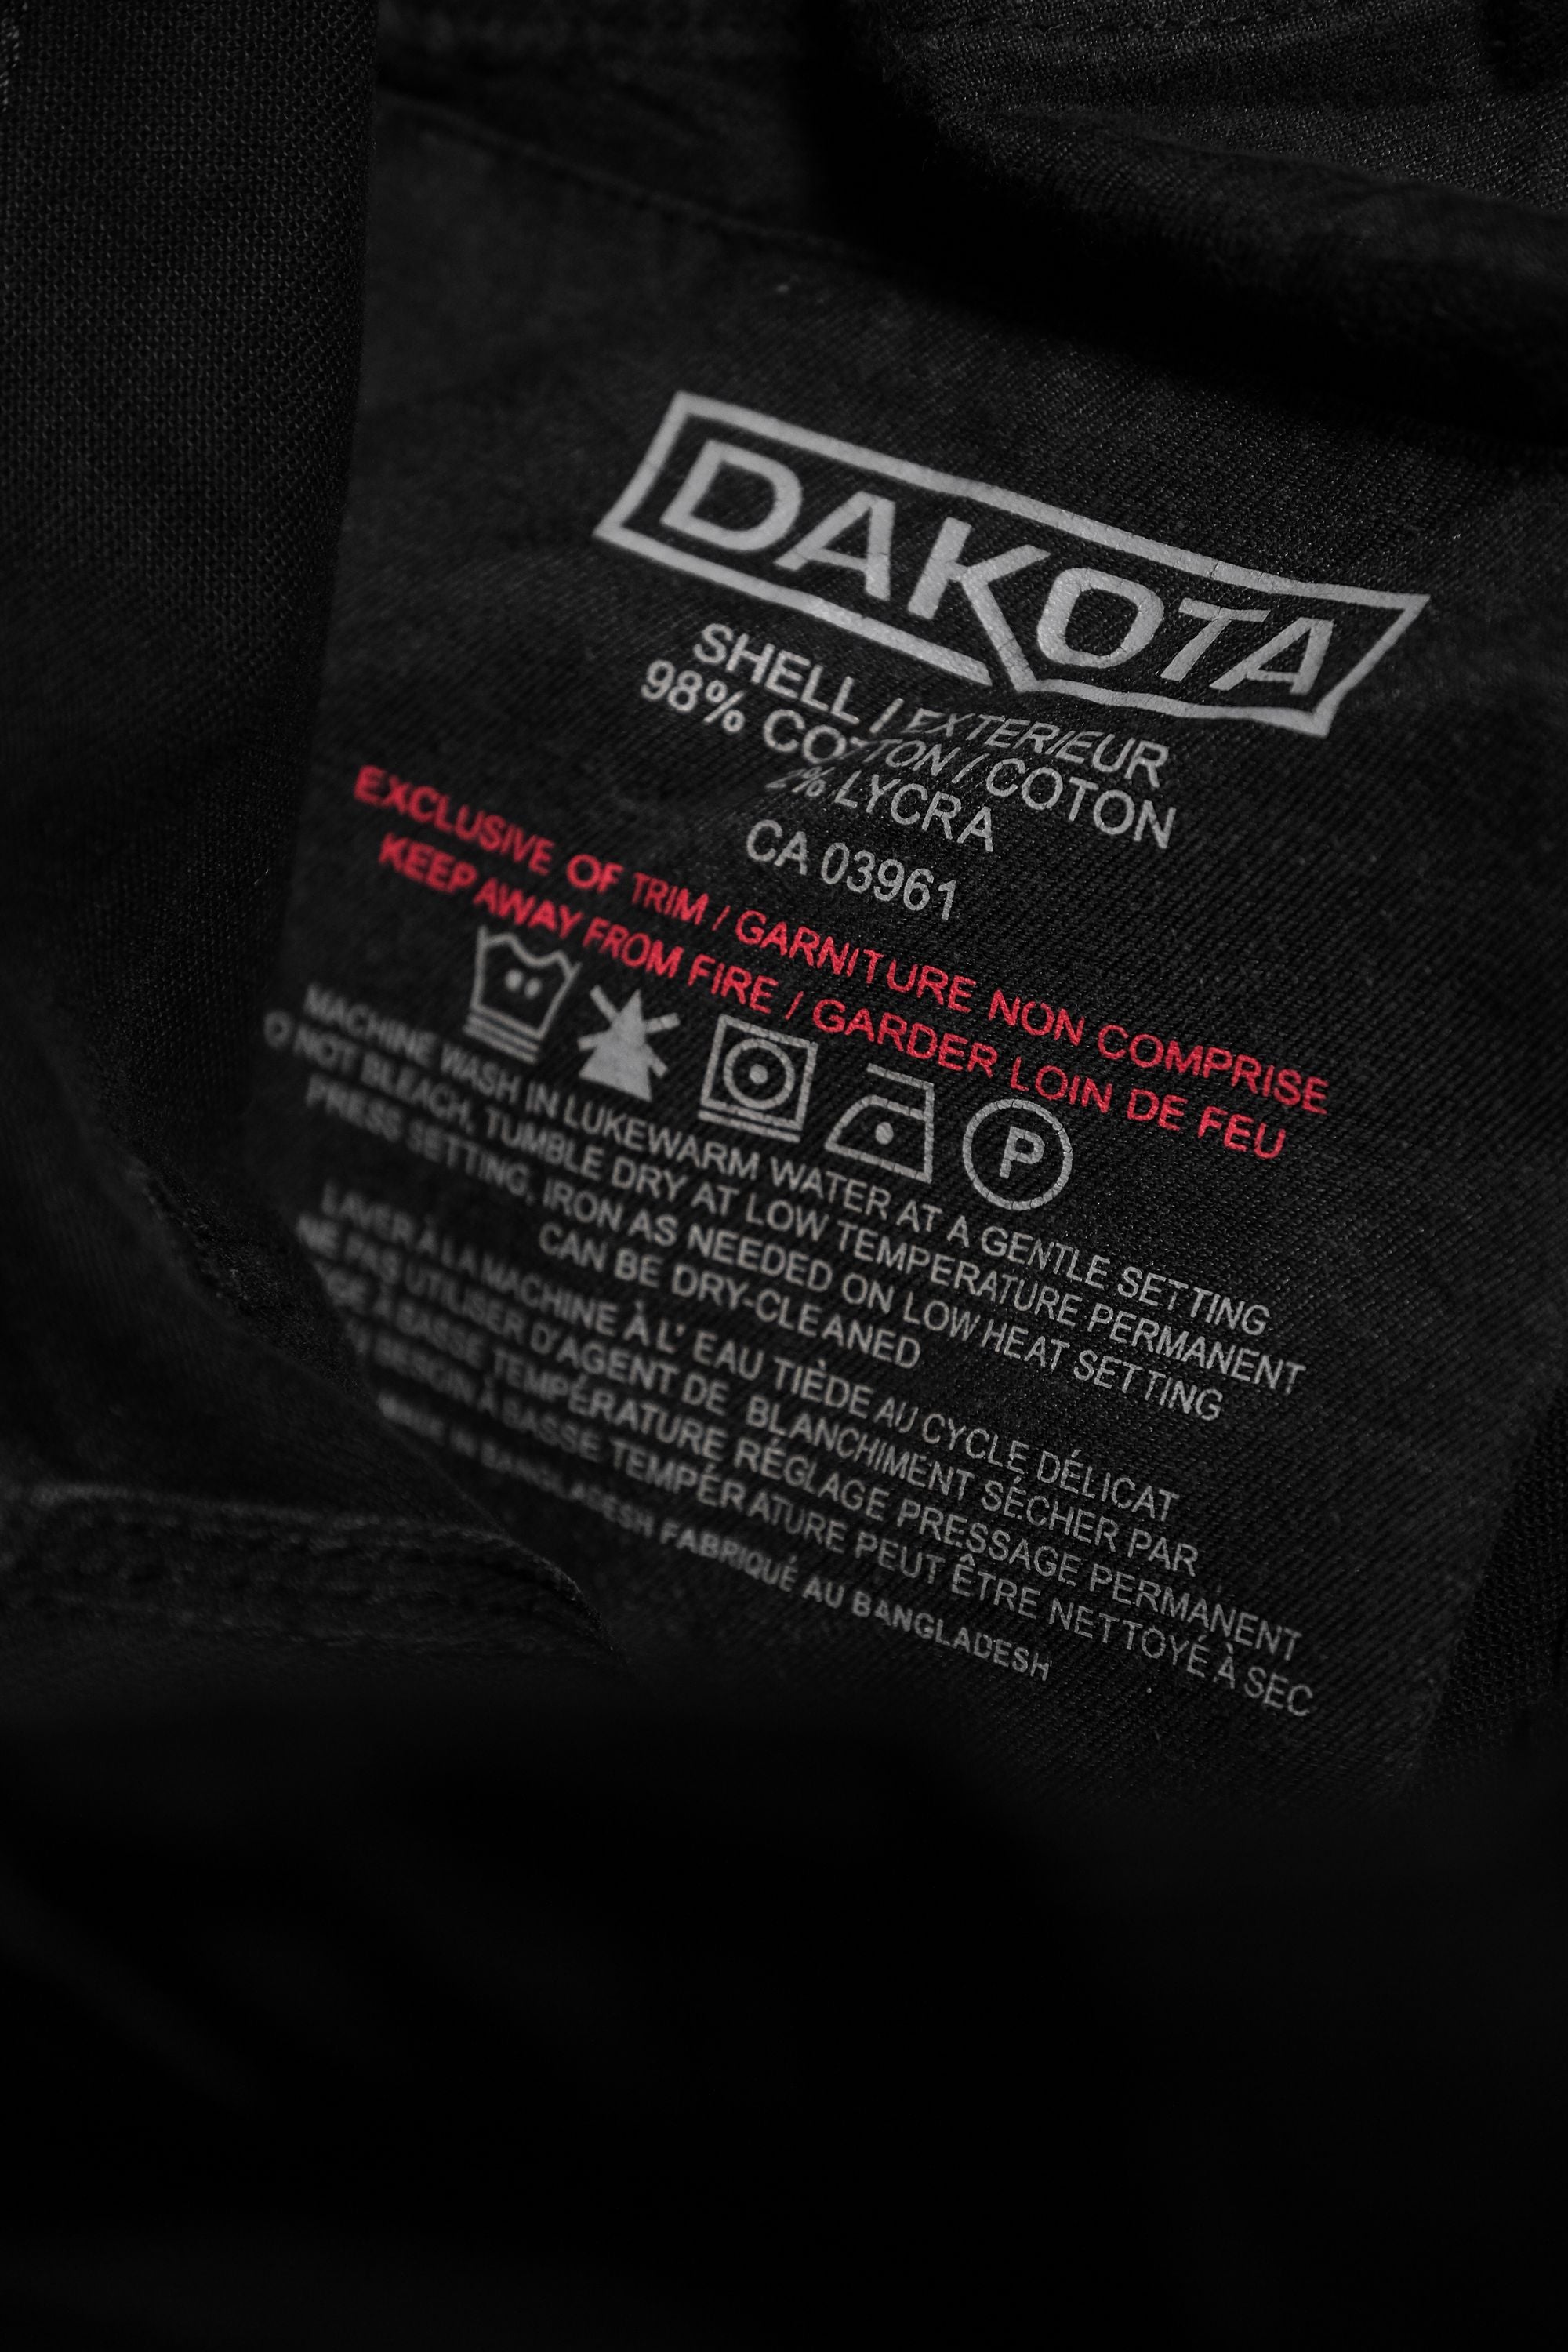 DAKOTA
SHELL / EXTERIEUR
98% COTTON / COTON
2% LYCRA
CA 03961
EXCLUSIVE OF TRIM / GARNITURE NON COMPRISE
KEEP AWAY FROM FIRE / GARDER LOIN DE FEU
P
MACHINE WASH IN LUKEWARM WATER AT A GENTLE SETTING
O NOT BLEACH, TUMBLE DRY AT LOW TEMPERATURE PERMANENT
PRESS SETTING, IRON AS NEEDED ON LOW HEAT SETTING
CAN BE DRY-CLEANED
LAVER À LA MACHINE À L' EAU TIÈDE AU CYCLE DÉLICAT
NE PAS UTILISER D'AGENT DE BLANCHIMENT SÉCHER PAR
À BASSE TEMPÉRATURE RÉGLAGE PRESSAGE PERMANENT
BESOIN À BASSE TEMPÉRATURE PEUT ÊTRE NETTOYÉ À SEC
MADE IN BANGLADESH FABRIQUÉ AU BANGLADESH